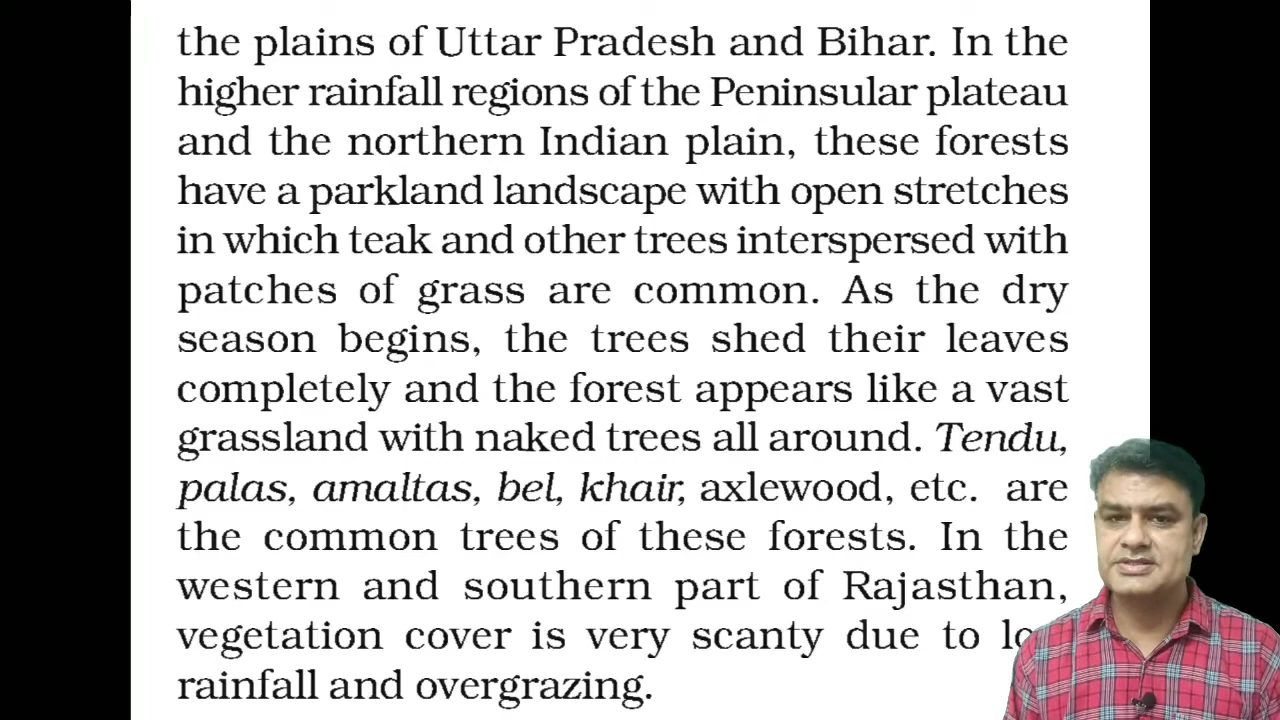 the plains of Uttar Pradesh and Bihar. In the
higher rainfall regions of the Peninsular plateau
and the northern Indian plain, these forests
have a parkland landscape with open stretches
in which teak and other trees interspersed with
patches of grass are common. As the dry
season begins, the trees shed their leaves
completely and the forest appears like a vast
grassland with naked trees all around. Tendu,
palas, amaltas, bel, khair, axlewood, etc. are
the common trees of these forests. In the
western and southern part of Rajasthan,
vegetation cover is very scanty due to
rainfall and overgrazing.